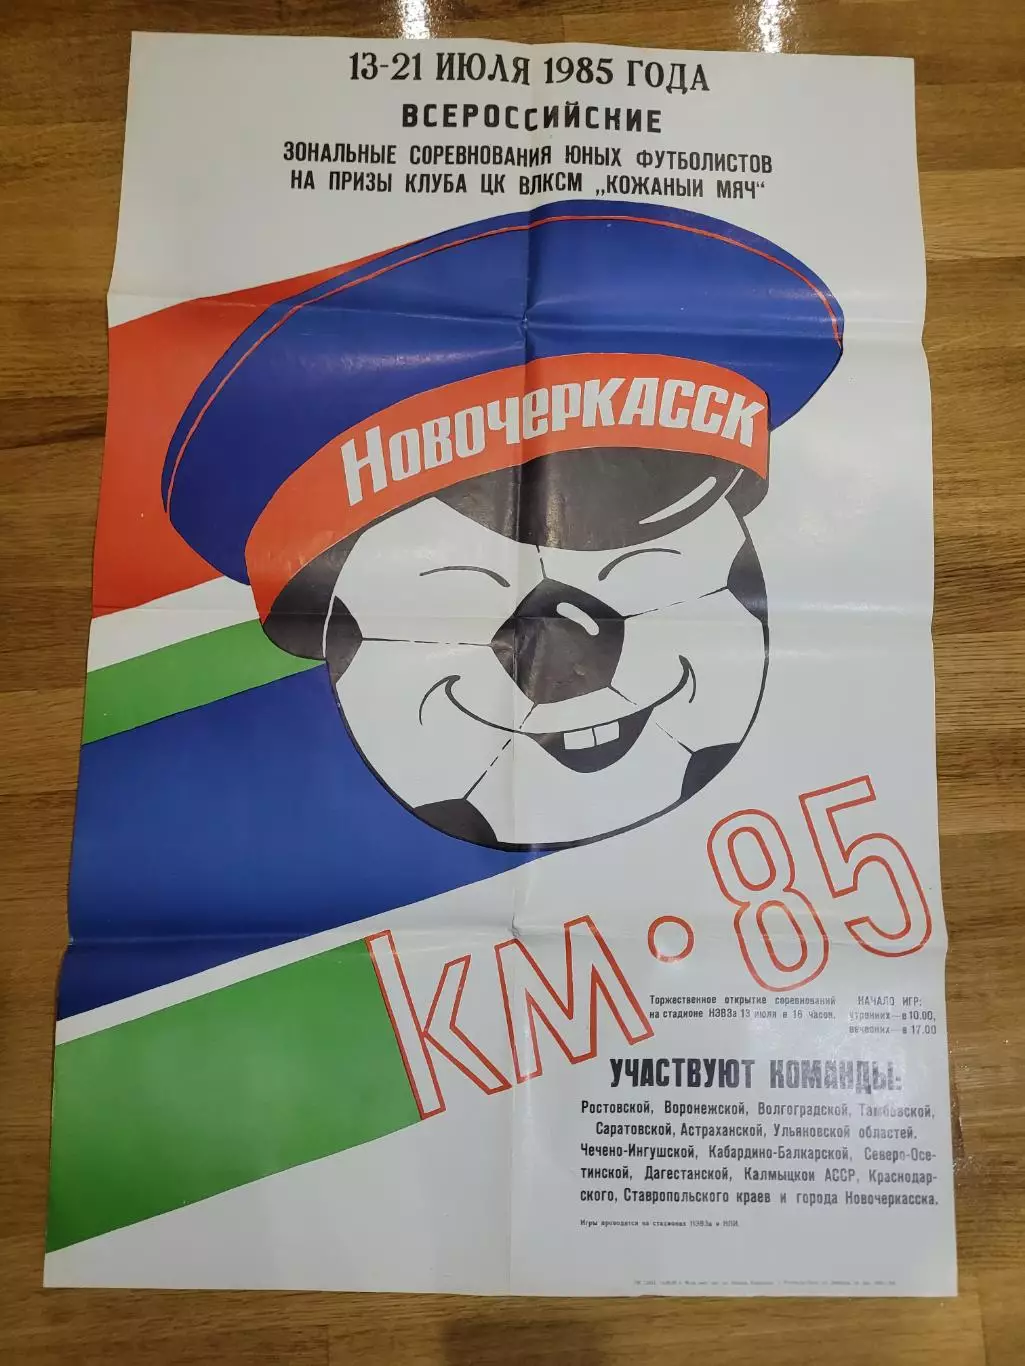 13-21 ИЮЛЯ 1985 ГОДА
ВСЕРОССИЙСКИЕ
ЗОНАЛЬНЫЕ СОРЕВНОВАНИЯ ЮНЫХ ФУТБОЛИСТОВ
НА ПРИЗЫ КЛУБА ЦК ВЛКСМ „КОЖАНЫЙ МЯЧ“
НОВОЧЕРКАССК
КМ·85
Торжественное открытие соревнований
на стадионе НЭВЗа 13 июля в 16 часов.
НАЧАЛО ИГР:
утренних—в 10.00,
вечерних—в 17.00
УЧАСТВУЮТ КОМАНДЫ:
Ростовской, Воронежской, Волгоградской, Тамбовской,
Саратовской, Астраханской, Ульяновской областей,
Чечено-Ингушской, Кабардино-Балкарской, Северо-Осе-
тинской, Дагестанской, Калмыцкой АССР, Краснодар-
ского, Ставропольского краев и города Новочеркасска.
Игры проводятся на стадионах НЭВЗа и НПИ.